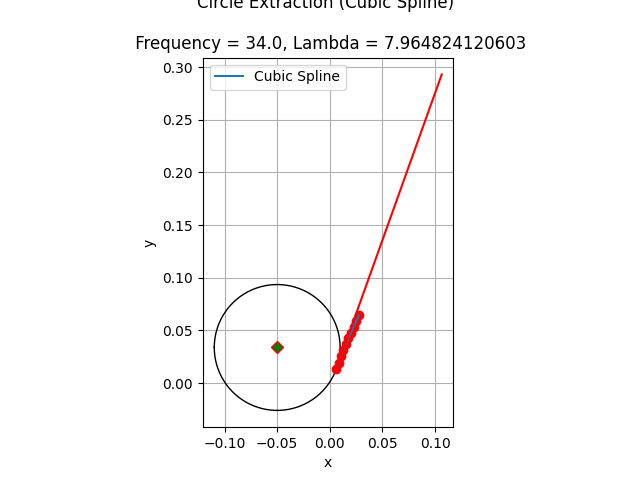 Circle Extraction (Cubic Spline)
Frequency = 34.0, Lambda = 7.964824120603
Cubic Spline
0.30
0.25
0.20
0.15
0.10
0.05
0.00
y
−0.10 −0.05 0.00 0.05 0.10
x